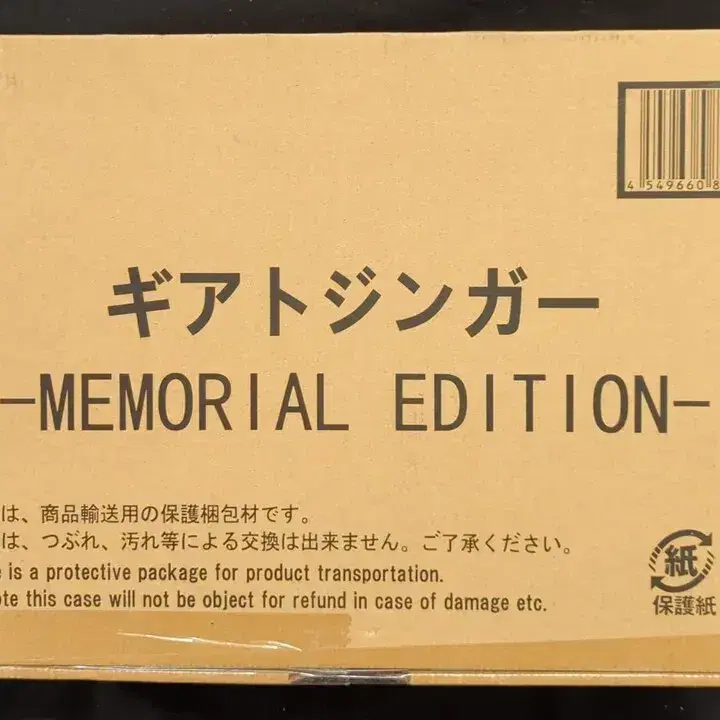 4 549660 8
ギアトジンガー
-MEMORIAL EDITION-
は、商品輸送用の保護梱包材です。
は、つぶれ、汚れ等による交換は出来ません。ご了承ください。
is a protective package for product transportation.
this case will not be object for refund in case of damage etc.
紙
保護紙